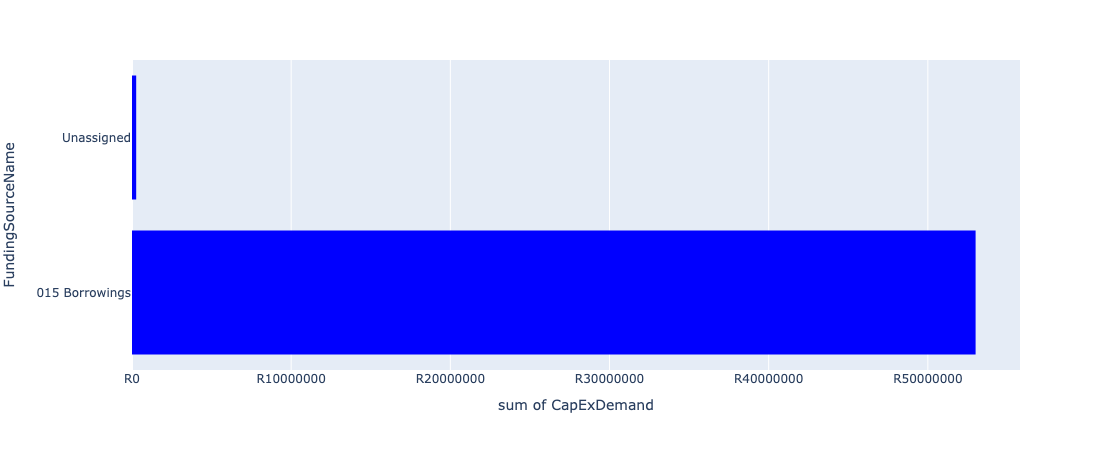 FundingSourceName
Unassigned
015 Borrowings
R0
R10000000
R20000000
R30000000
R40000000
R50000000
sum of CapExDemand